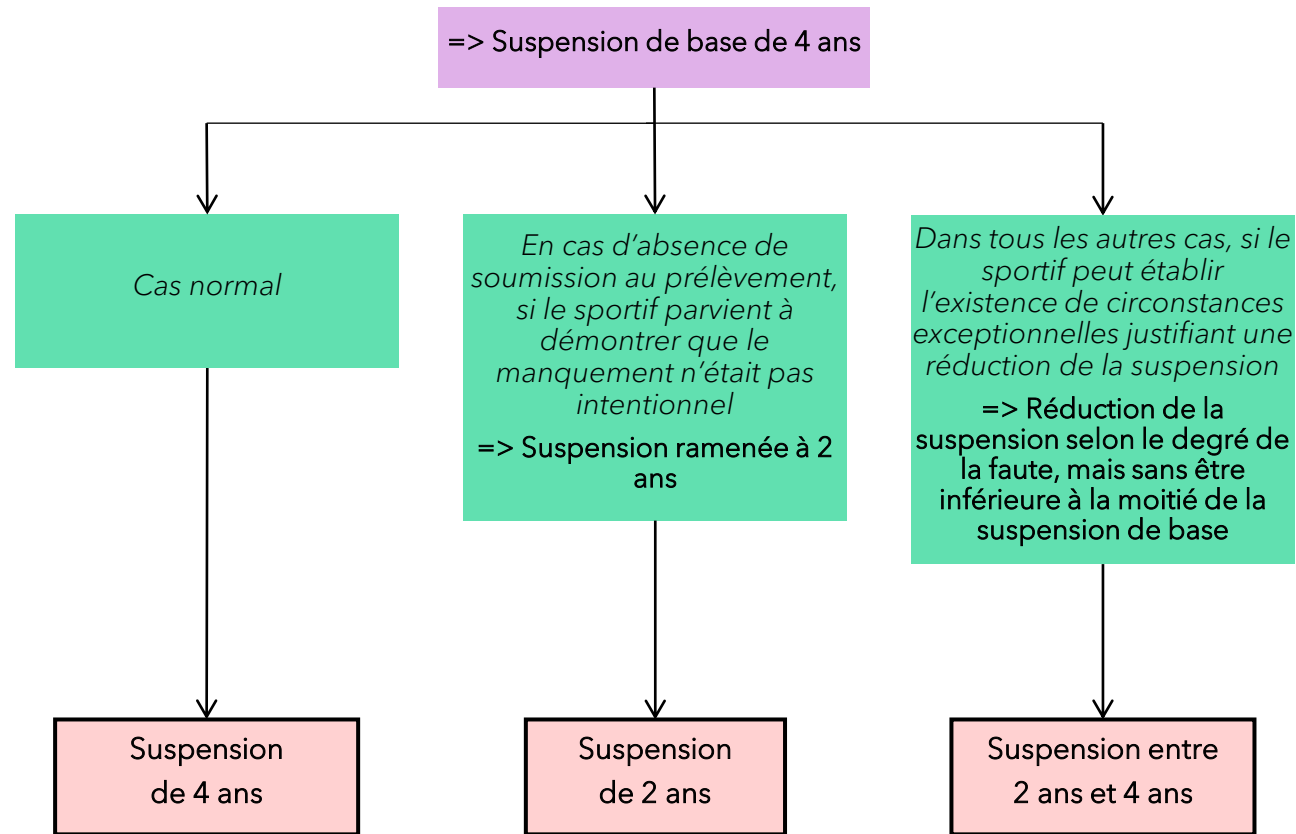 => Suspension de base de 4 ans
Cas normal
En cas d’absence de
soumission au prélèvement,
si le sportif parvient à
démontrer que le
manquement n’était pas
intentionnel
=> Suspension ramenée à 2
ans
Dans tous les autres cas, si le
sportif peut établir
l’existence de circonstances
exceptionnelles justifiant une
réduction de la suspension
=> Réduction de la
suspension selon le degré de
la faute, mais sans être
inférieure à la moitié de la
suspension de base
Suspension
de 4 ans
Suspension
de 2 ans
Suspension entre
2 ans et 4 ans